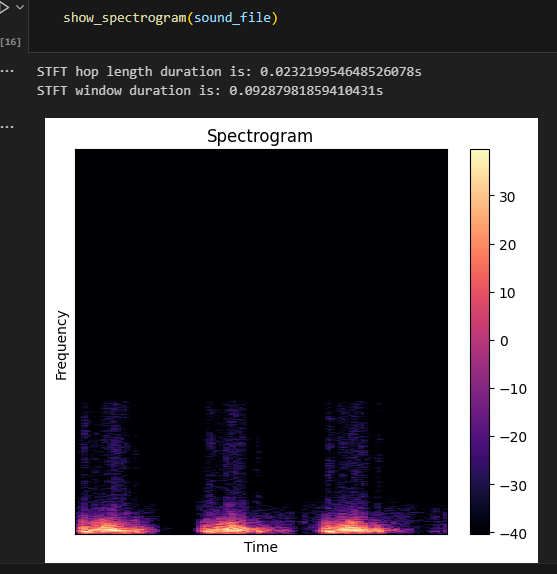 show_spectrogram(sound_file)
[16]
... STFT hop length duration is: 0.023219954648526078s
STFT window duration is: 0.09287981859410431s
...
Spectrogram
Frequency
Time
30
20
10
0
−10
−20
−30
−40